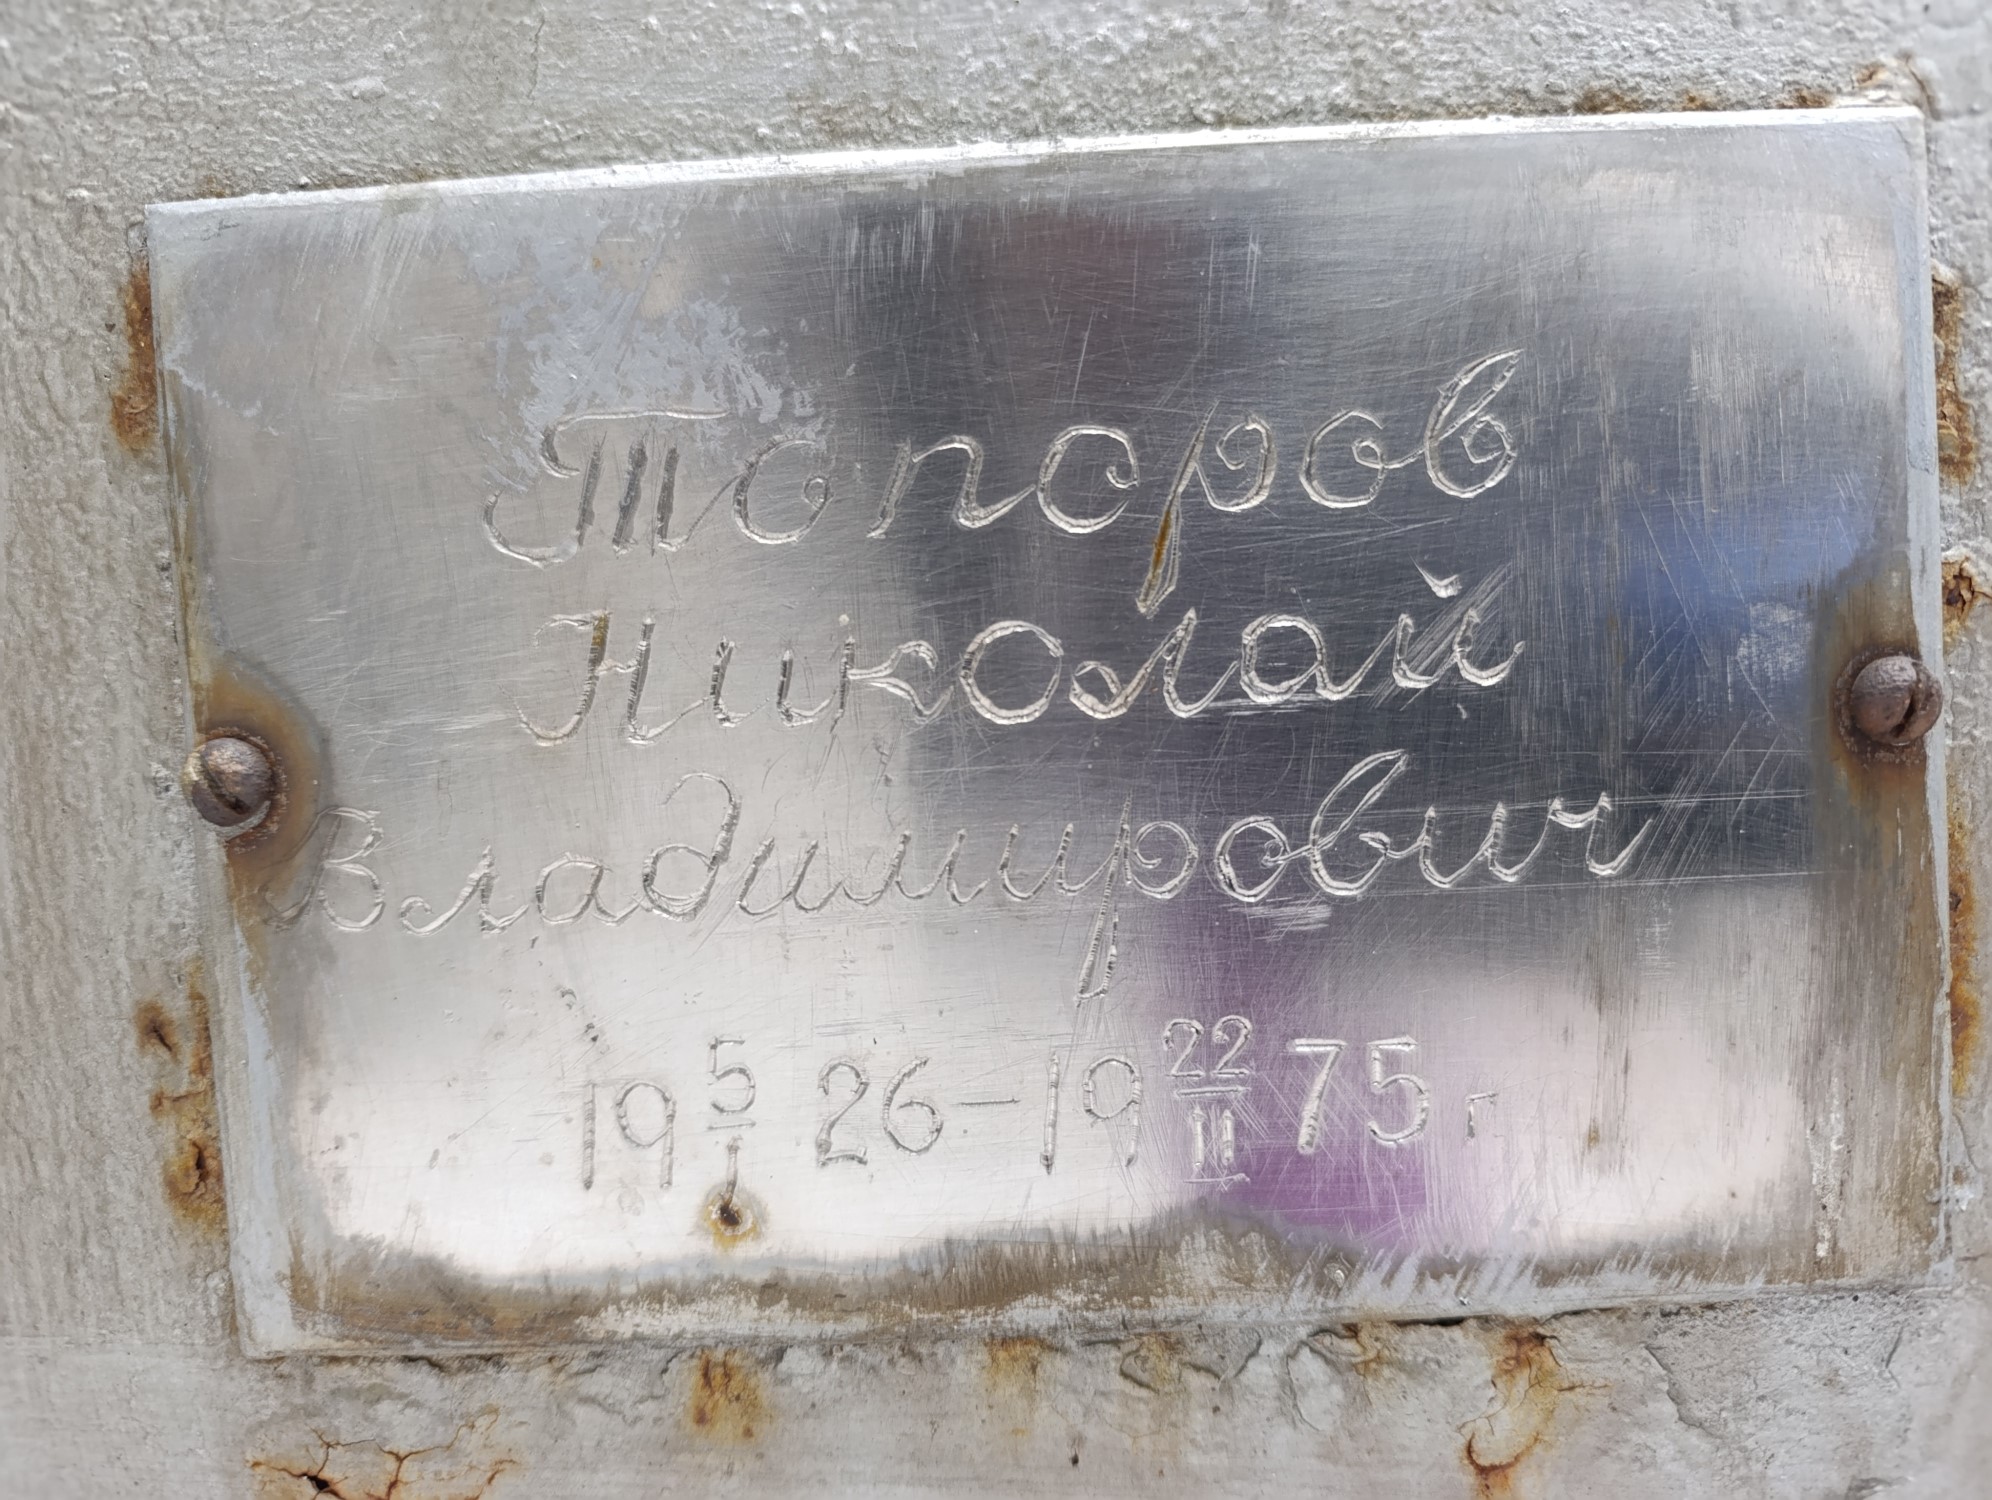 Топоров
Николай
Владимирович
19 5/I 26 – 19 22/II 75 г